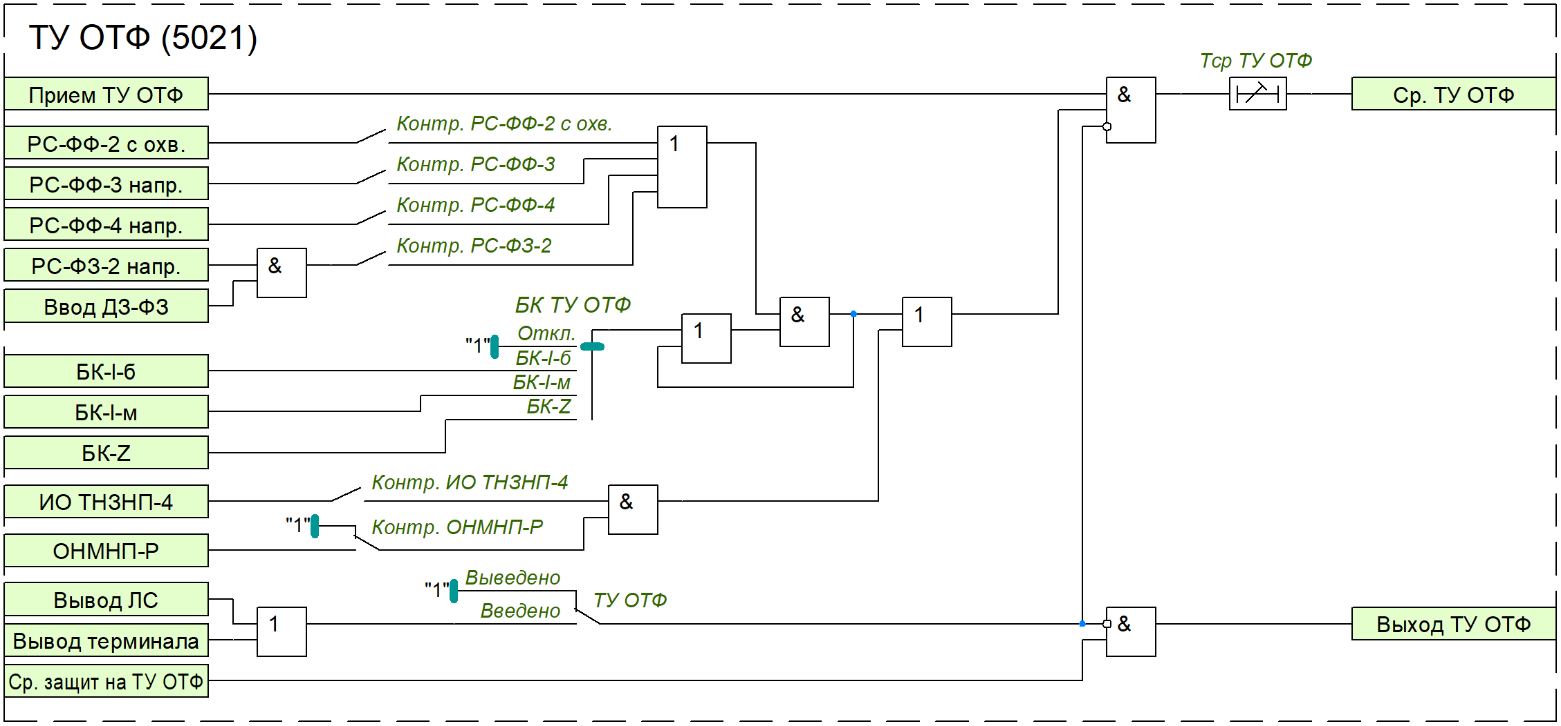 ТУ ОТФ (5021)
Тср ТУ ОТФ
Прием ТУ ОТФ
&
Ср. ТУ ОТФ
РС-ФФ-2 с охв.
Контр. РС-ФФ-2 с охв.
1
РС-ФФ-3 напр.
Контр. РС-ФФ-3
РС-ФФ-4 напр.
Контр. РС-ФФ-4
РС-ФЗ-2 напр.
&
Контр. РС-ФЗ-2
Ввод ДЗ-ФЗ
БК ТУ ОТФ
"1"
Откл.
1
&
1
БК-I-б
БК-I-б
БК-I-м
БК-I-м
БК-Z
БК-Z
ИО ТНЗНП-4
Контр. ИО ТНЗНП-4
&
"1"
Контр. ОНМНП-Р
ОНМНП-Р
"1"
Выведено
Вывод ЛС
Введено
ТУ ОТФ
1
&
Выход ТУ ОТФ
Вывод терминала
Ср. защит на ТУ ОТФ